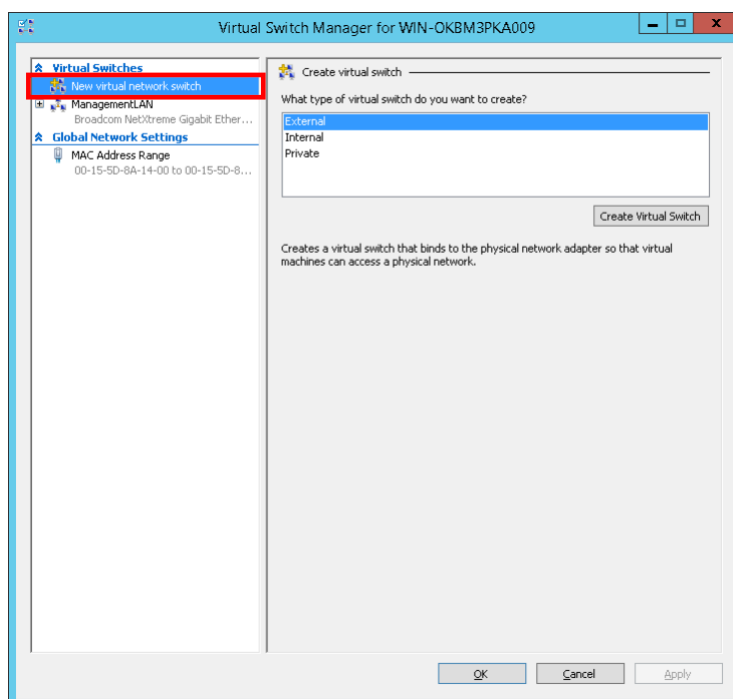 Virtual Switch Manager for WIN-OKBM3PKA009
Virtual Switches
New virtual network switch
ManagementLAN
Broadcom NetXtreme Gigabit Ether...
Global Network Settings
MAC Address Range
00-15-5D-8A-14-00 to 00-15-5D-8...
Create virtual switch
What type of virtual switch do you want to create?
External
Internal
Private
Create Virtual Switch
Creates a virtual switch that binds to the physical network adapter so that virtual
machines can access a physical network.
OK
Cancel
Apply